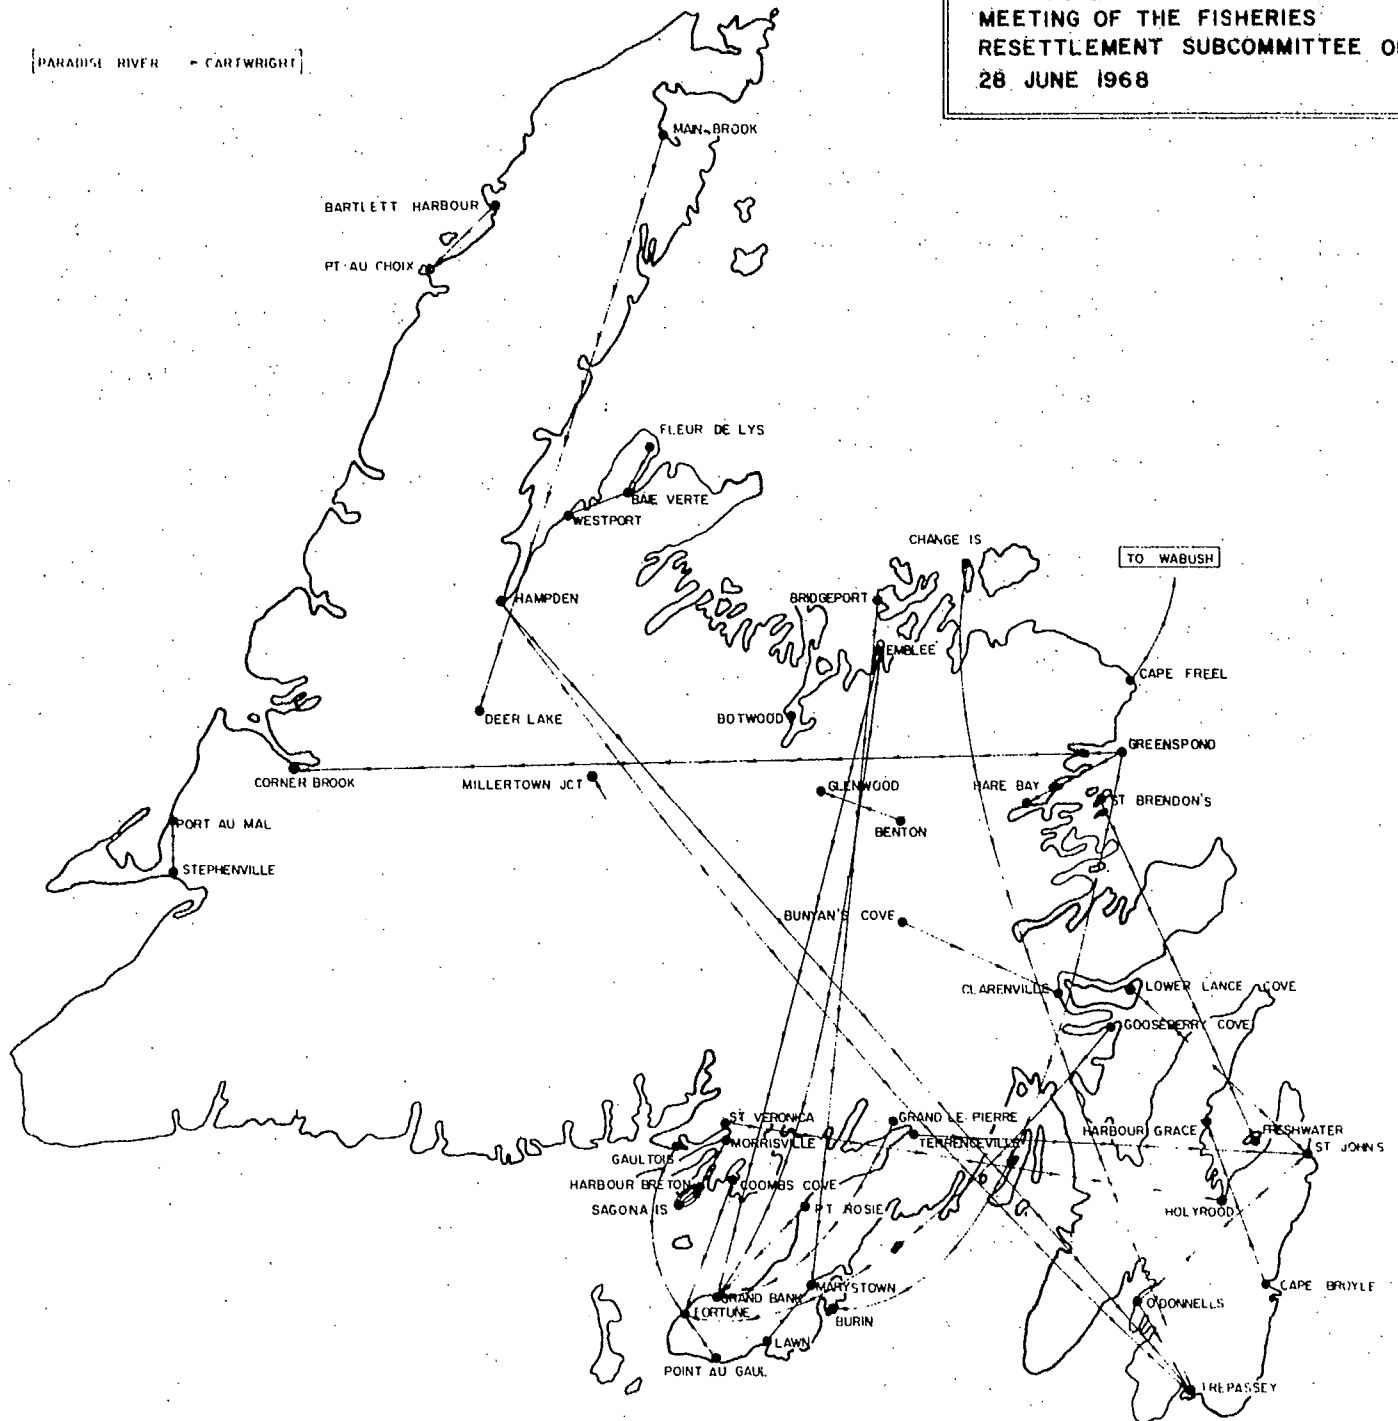 MEETING OF THE FISHERIES
RESETTLEMENT SUBCOMMITTEE
28 JUNE 1968
[PARADISE RIVER - CARTWRIGHT]
MAIN BROOK
BARTLETT HARBOUR
PT AU CHOIX
FLEUR DE LYS
BAIE VERTE
WESTPORT
CHANGE IS
TO WABUSH
HAMPDEN
BRIDGEPORT
EMBLEE
CAPE FREEL
DEER LAKE
BOTWOOD
GREENSPOND
CORNER BROOK
MILLERTOWN JCT
GLENWOOD
HARE BAY
ST BRENDON'S
PORT AU MAL
BENTON
STEPHENVILLE
BUNYAN'S COVE
CLARENVILLE
LOWER LANCE COVE
GOOSEBERRY COVE
ST VERONICA
GRAND LE PIERRE
HARBOUR GRACE
FRESHWATER
MORRISVILLE
TERRENCEVILLE
ST JOHN'S
GAULTOIS
HARBOUR BRETON
COOMBS COVE
SAGONA IS
PT ROSIE
HOLYROOD
MARYSTOWN
CAPE BROYLE
GRAND BANK
FORTUNE
BURIN
O'DONNELLS
LAWN
POINT AU GAUL
TREPASSEY